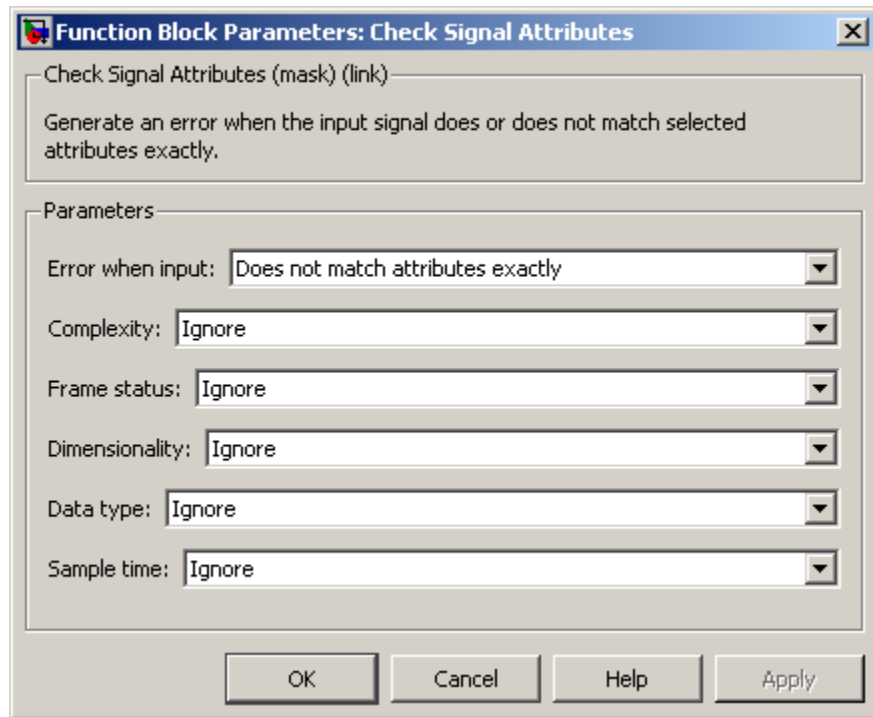 Function Block Parameters: Check Signal Attributes
Check Signal Attributes (mask) (link)
Generate an error when the input signal does or does not match selected
attributes exactly.
Parameters
Error when input: Does not match attributes exactly
Complexity: Ignore
Frame status: Ignore
Dimensionality: Ignore
Data type: Ignore
Sample time: Ignore
OK Cancel Help Apply